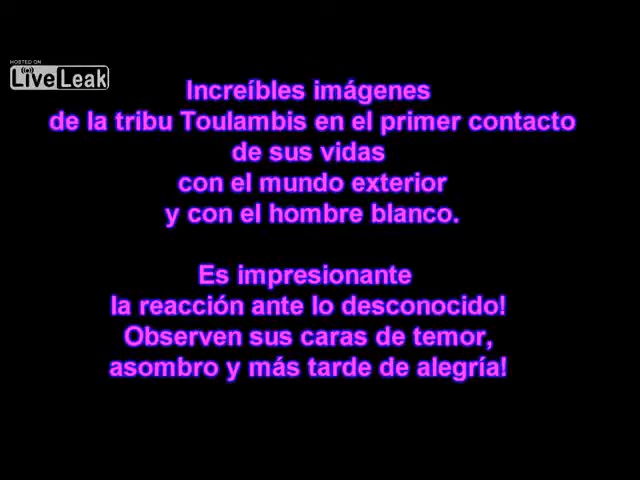 HOSTED ON
LiveLeak
Increíbles imágenes
de la tribu Toulambis en el primer contacto
de sus vidas
con el mundo exterior
y con el hombre blanco.
Es impresionante
la reacción ante lo desconocido!
Observen sus caras de temor,
asombro y más tarde de alegría!